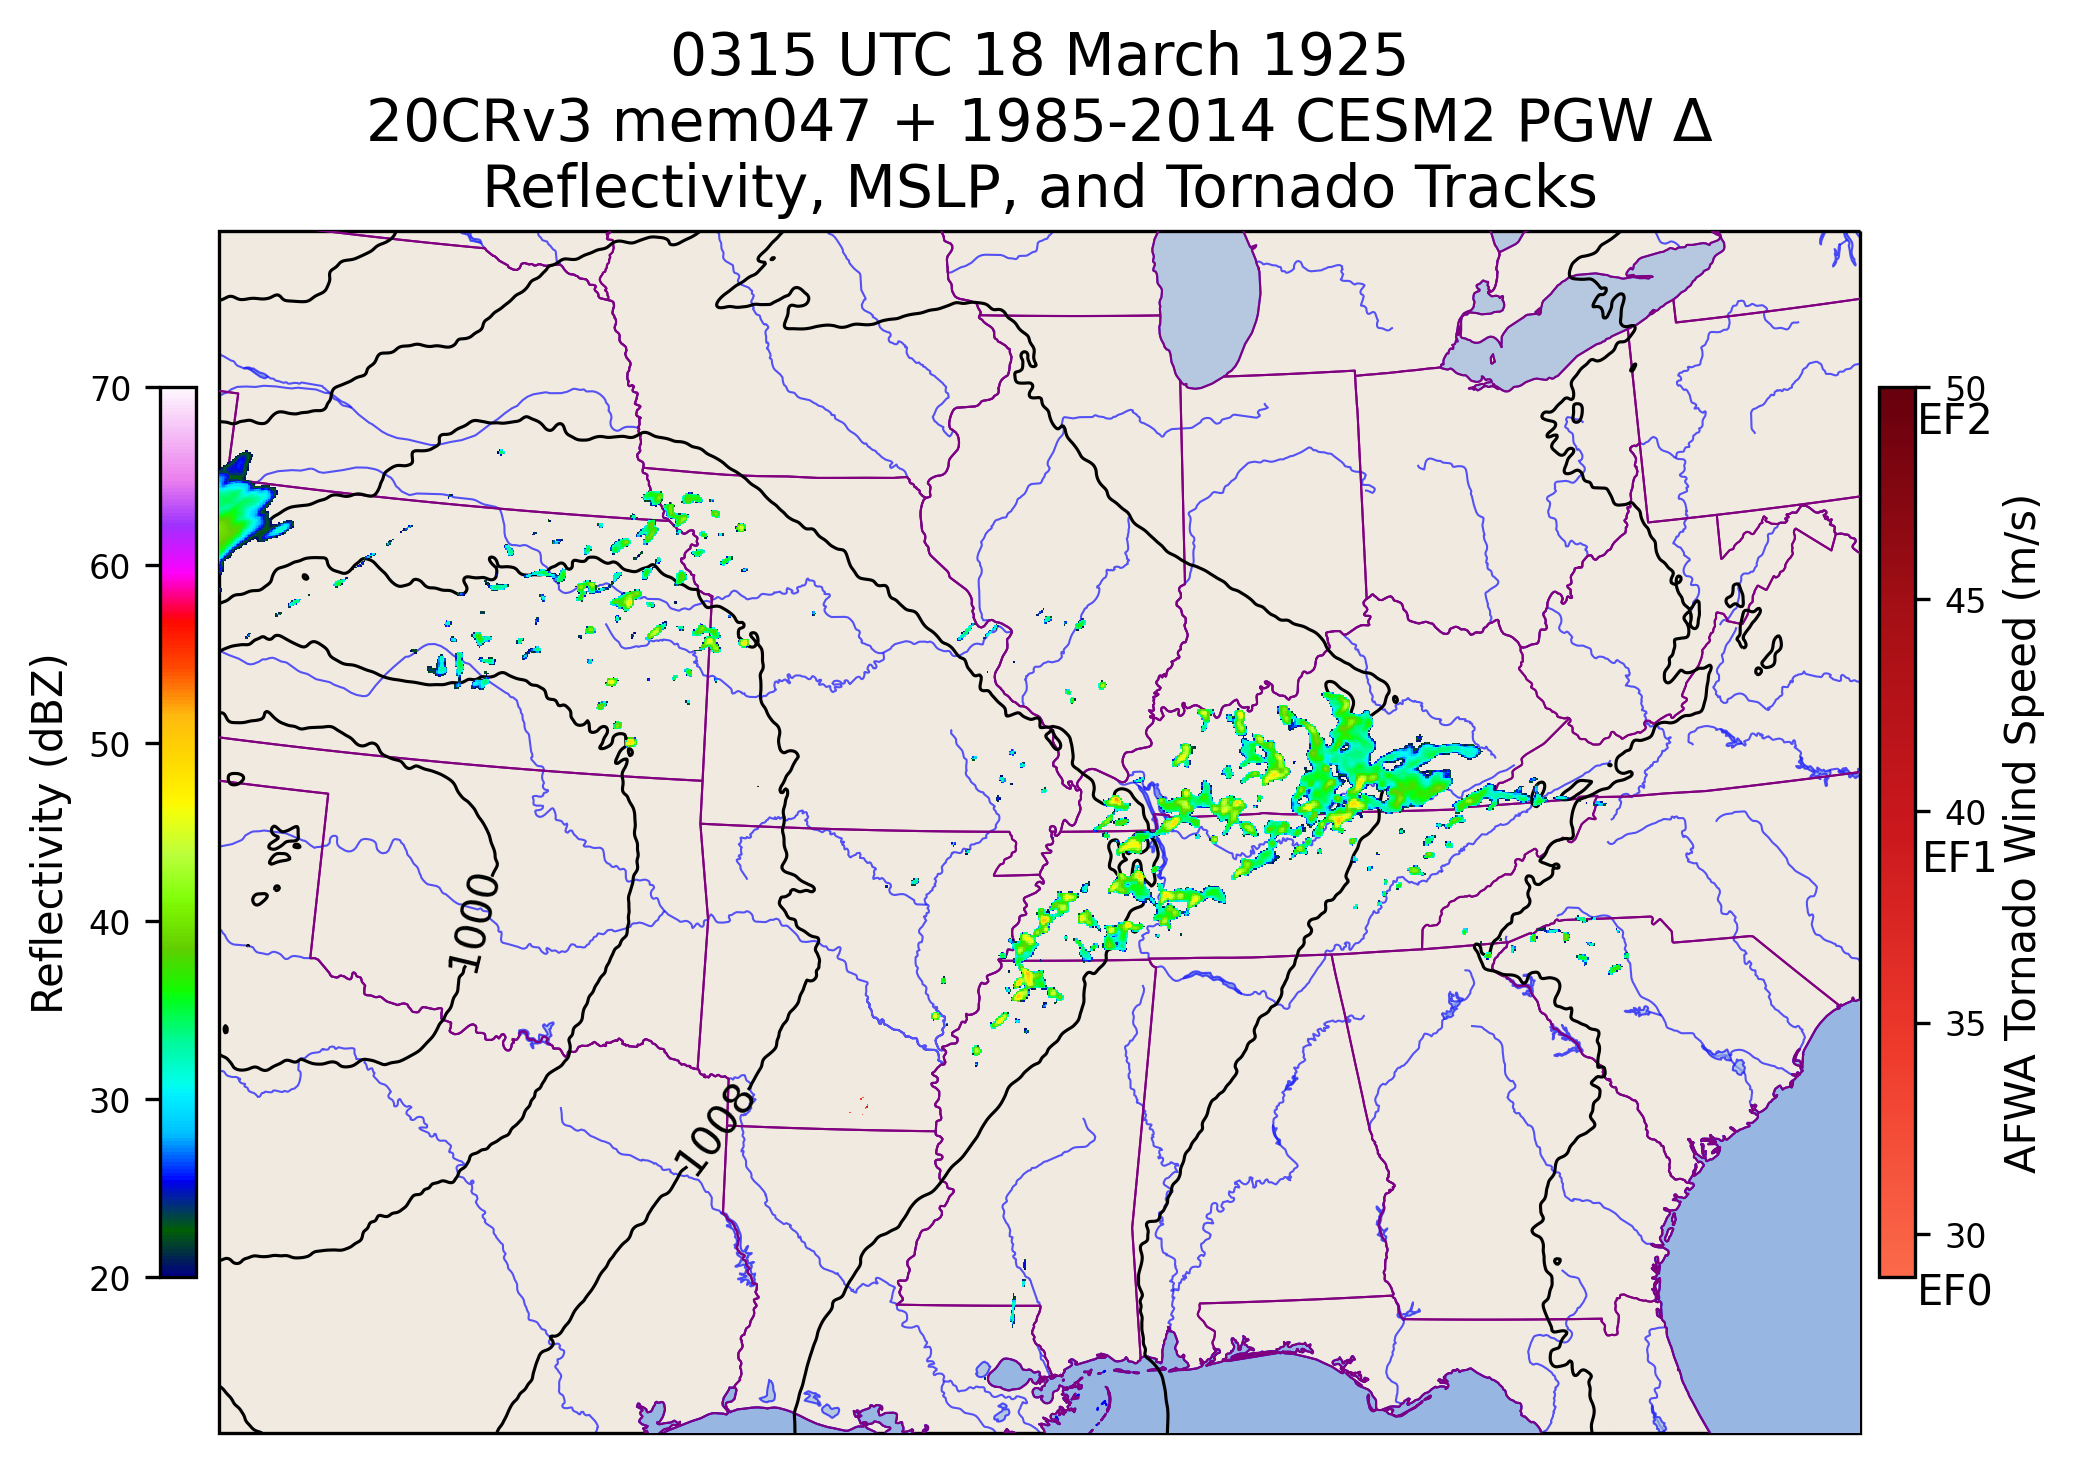 0315 UTC 18 March 1925
20CRv3 mem047 + 1985-2014 CESM2 PGW Δ
Reflectivity, MSLP, and Tornado Tracks
70
60
50
40
30
20
Reflectivity (dBZ)
1000
1008
50
EF2
45
40
EF1
35
30
EF0
AFWA Tornado Wind Speed (m/s)